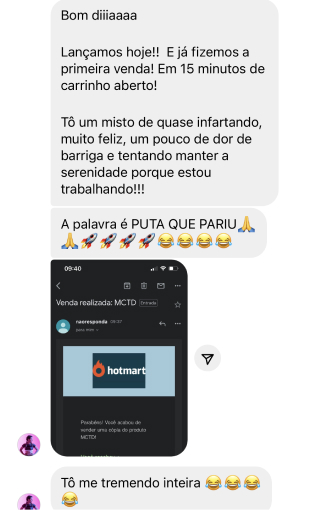 Bom diiiaaaa
Lançamos hoje!! E já fizemos a
primeira venda! Em 15 minutos de
carrinho aberto!
Tô um misto de quase infartando,
muito feliz, um pouco de dor de
barriga e tentando manter a
serenidade porque estou
trabalhando!!!
A palavra é PUTA QUE PARIU🙏
🙏🚀🚀🚀🚀😂😂😂😂
09:40
Venda realizada: MCTD Entrada
naoresponda 09:37
para mim
hotmart
Parabéns! Você acabou de
vender uma cópia do produto
MCTD!
Tô me tremendo inteira 😂😂😂
😂